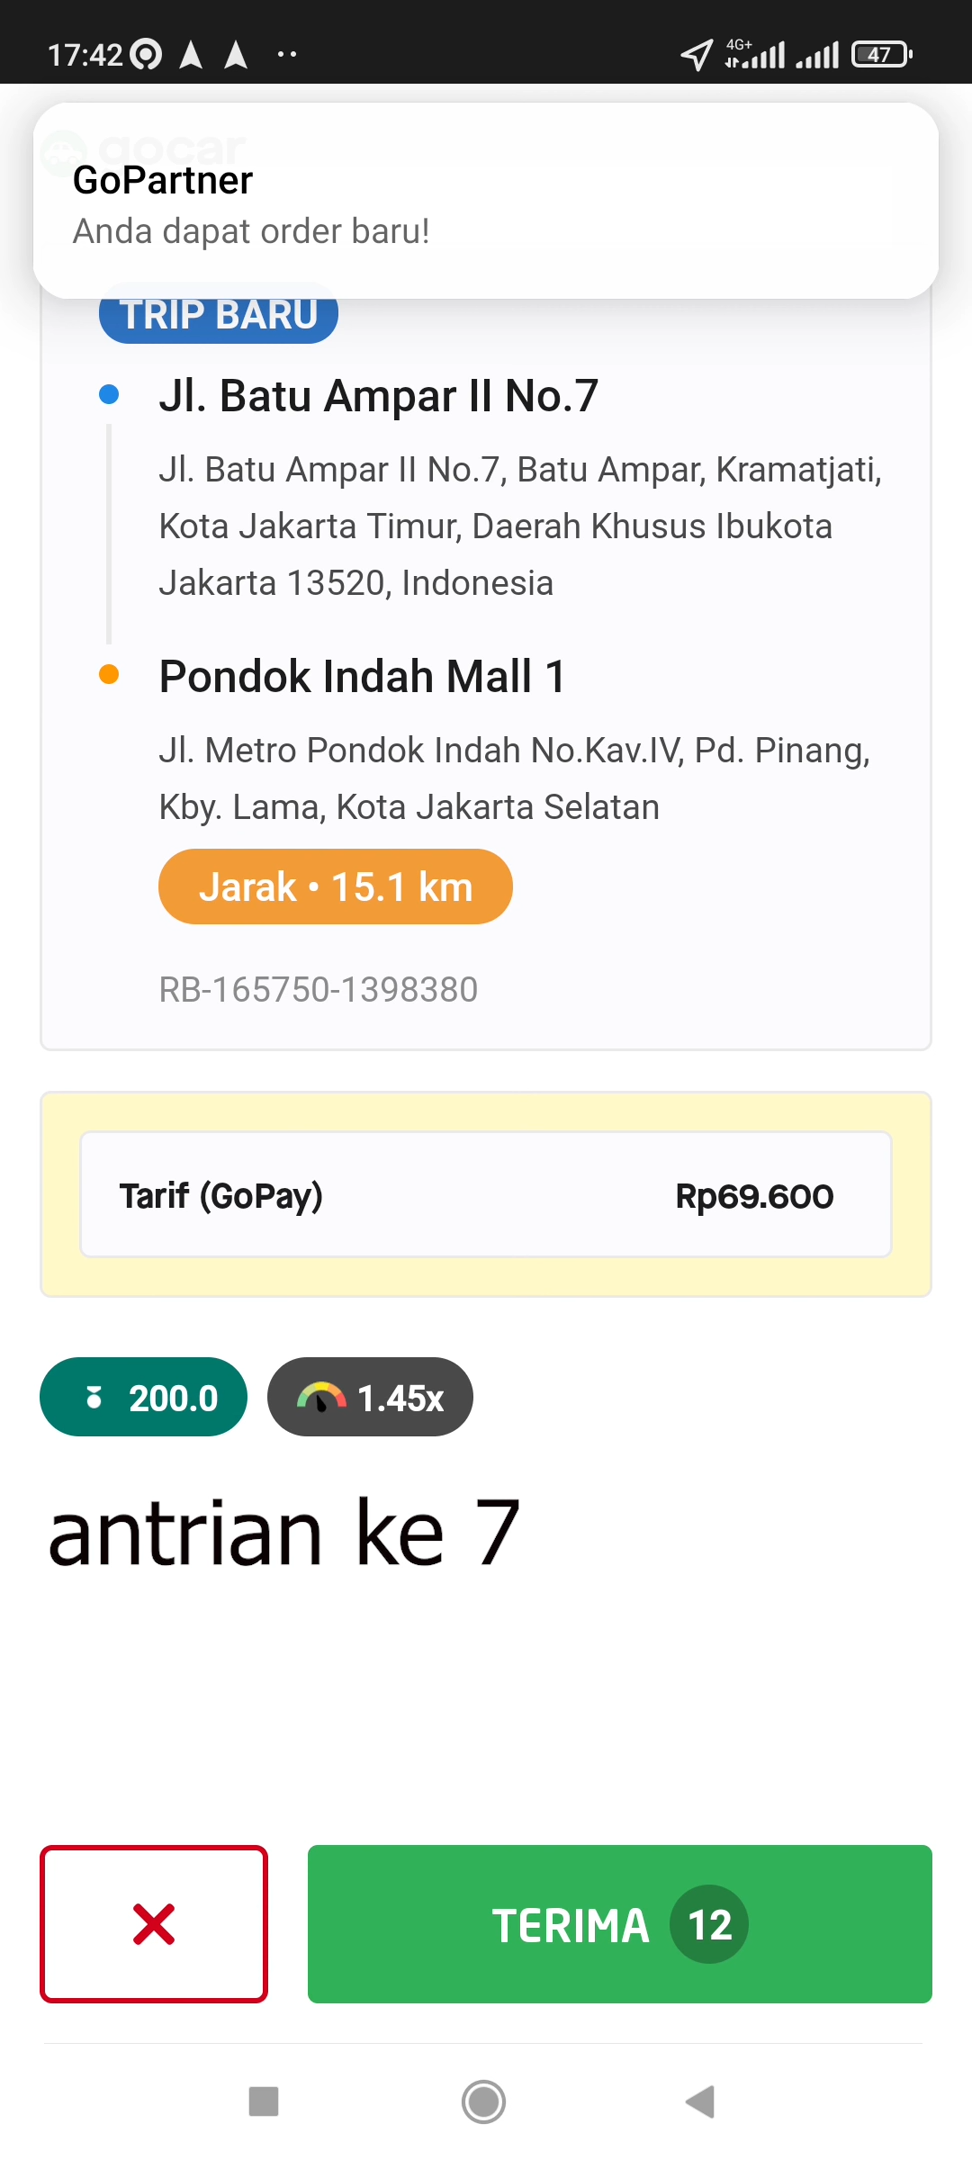 17:42
4G+
47
gocar
GoPartner
Anda dapat order baru!
TRIP BARU
Jl. Batu Ampar II No.7
Jl. Batu Ampar II No.7, Batu Ampar, Kramatjati,
Kota Jakarta Timur, Daerah Khusus Ibukota
Jakarta 13520, Indonesia
Pondok Indah Mall 1
Jl. Metro Pondok Indah No.Kav.IV, Pd. Pinang,
Kby. Lama, Kota Jakarta Selatan
Jarak • 15.1 km
RB-165750-1398380
Tarif (GoPay) Rp69.600
200.0 1.45x
antrian ke 7
TERIMA 12